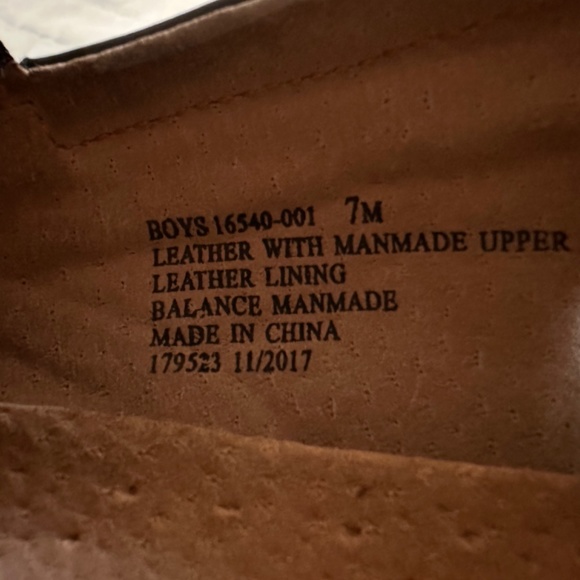 BOYS 16540-001 7M
LEATHER WITH MANMADE UPPER
LEATHER LINING
BALANCE MANMADE
MADE IN CHINA
179523 11/2017